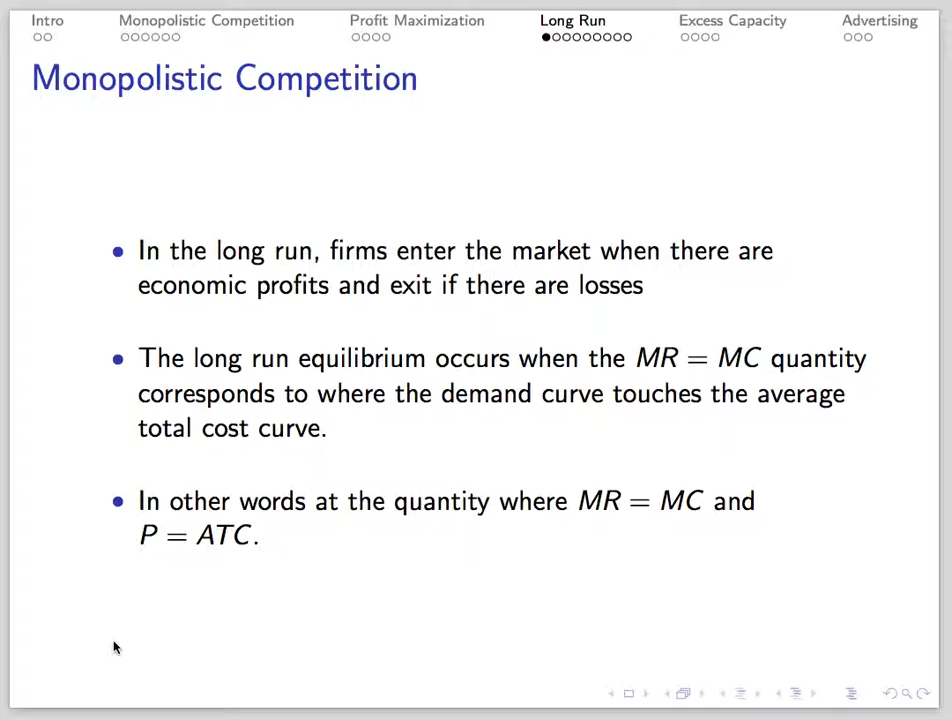 Intro Monopolistic Competition Profit Maximization Long Run Excess Capacity Advertising
Monopolistic Competition
• In the long run, firms enter the market when there are
economic profits and exit if there are losses
• The long run equilibrium occurs when the MR = MC quantity
corresponds to where the demand curve touches the average
total cost curve.
• In other words at the quantity where MR = MC and
P = ATC.